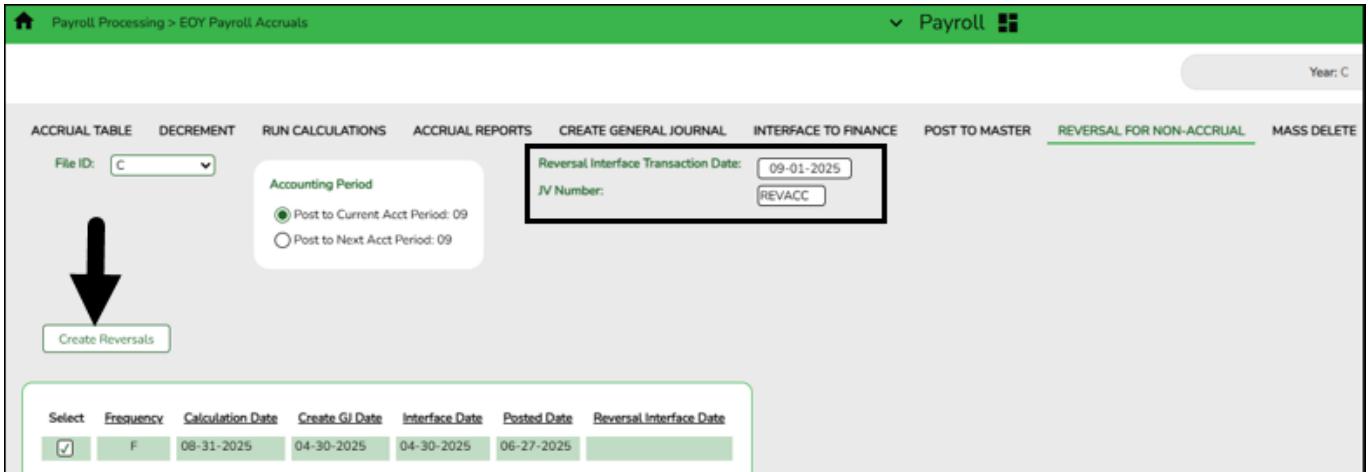 Payroll Processing > EOY Payroll Accruals
Payroll
Year: C
ACCRUAL TABLE DECREMENT RUN CALCULATIONS ACCRUAL REPORTS CREATE GENERAL JOURNAL INTERFACE TO FINANCE POST TO MASTER REVERSAL FOR NON-ACCRUAL MASS DELETE
File ID: C
Accounting Period
Post to Current Acct Period: 09
Post to Next Acct Period: 09
Reversal Interface Transaction Date: 09-01-2025
JV Number: REVACC
Create Reversals
Select Frequency Calculation Date Create GJ Date Interface Date Posted Date Reversal Interface Date
F 08-31-2025 04-30-2025 04-30-2025 06-27-2025